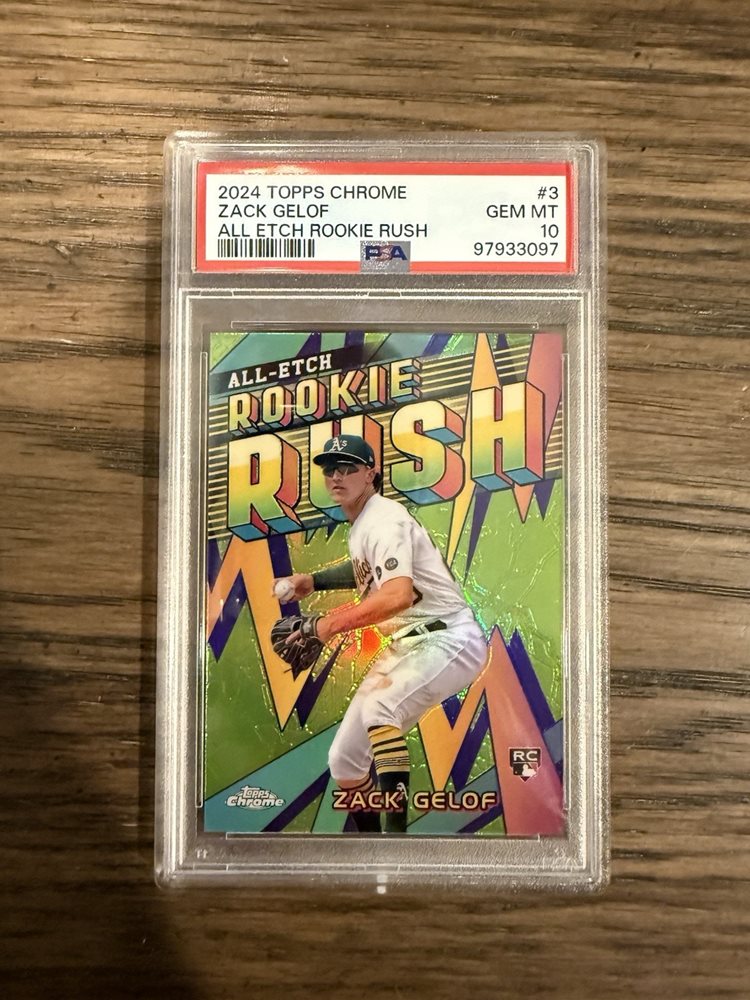 2024 TOPPS CHROME #3
ZACK GELOF GEM MT
ALL ETCH ROOKIE RUSH 10
PSA 97933097
ALL-ETCH
ROOKIE
RUSH
A's
RC
Topps
Chrome
ZACK GELOF